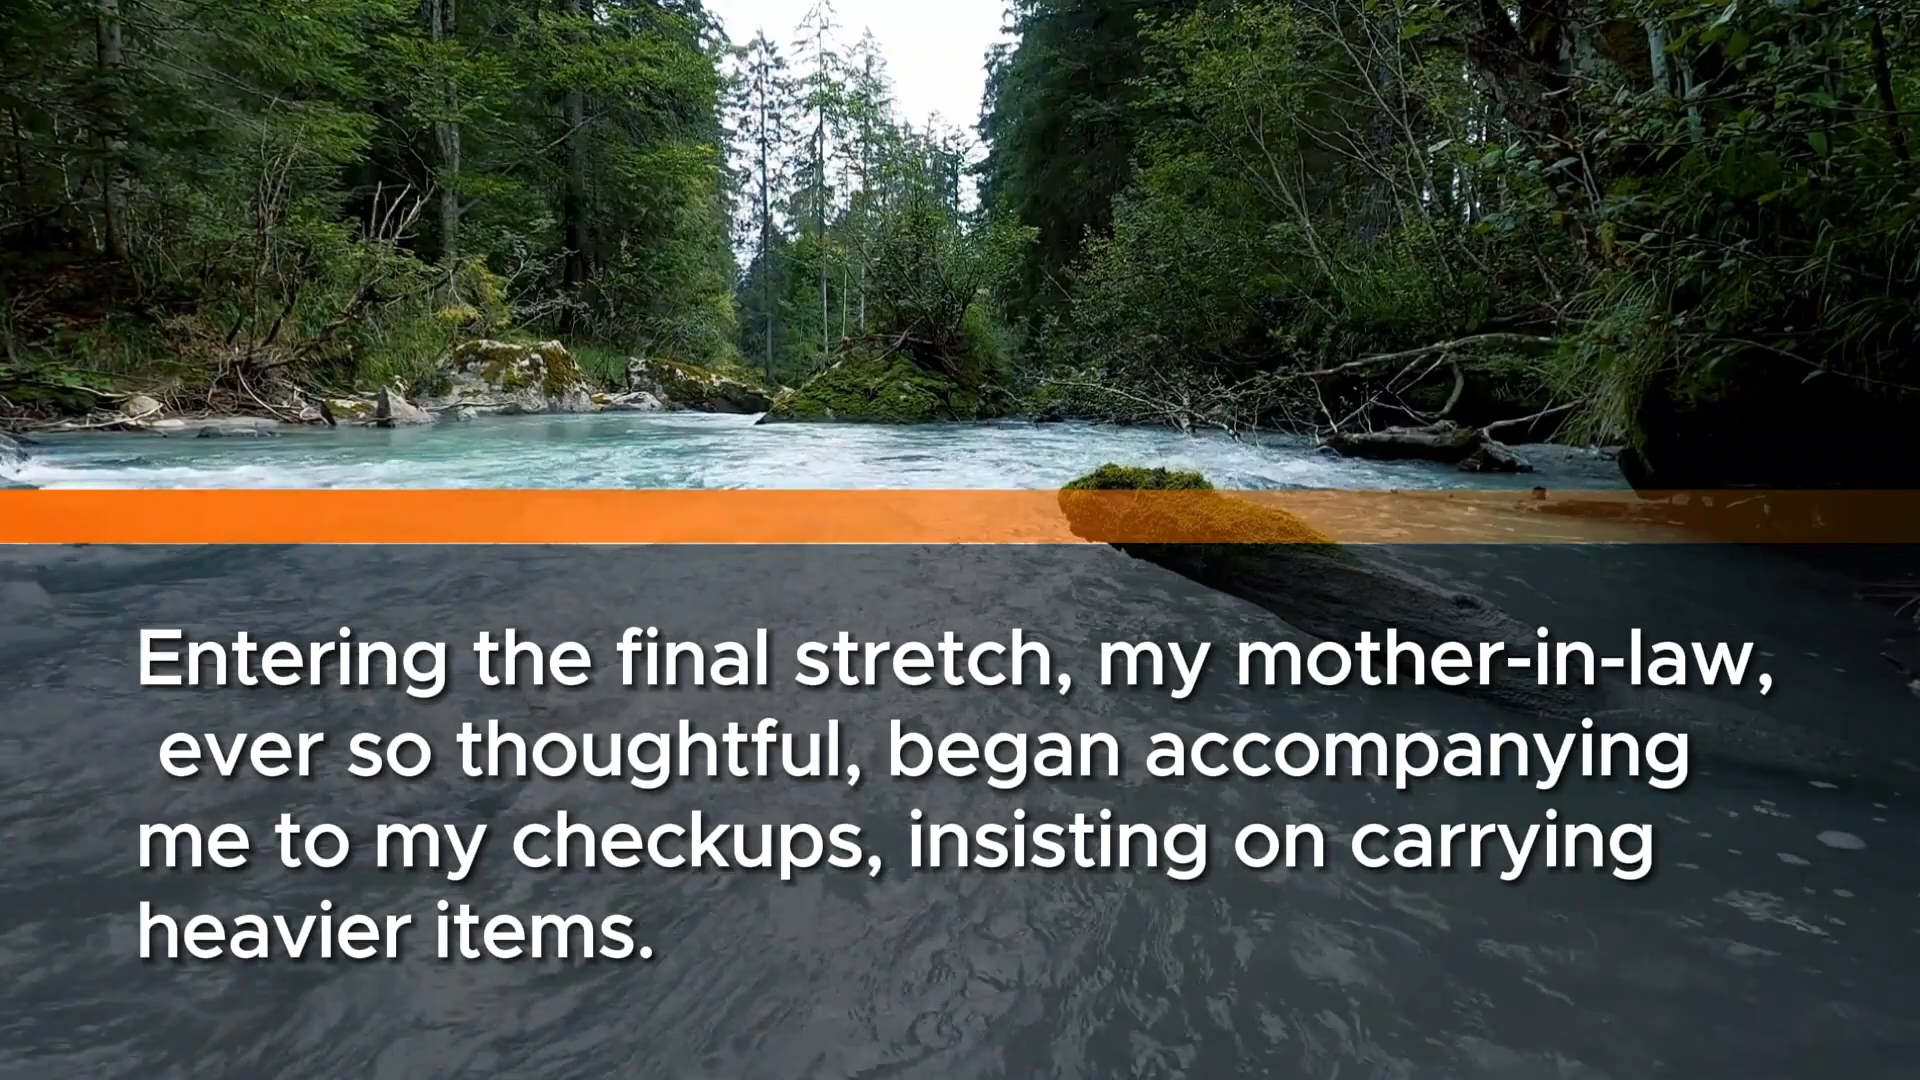 Entering the final stretch, my mother-in-law,
ever so thoughtful, began accompanying
me to my checkups, insisting on carrying
heavier items.